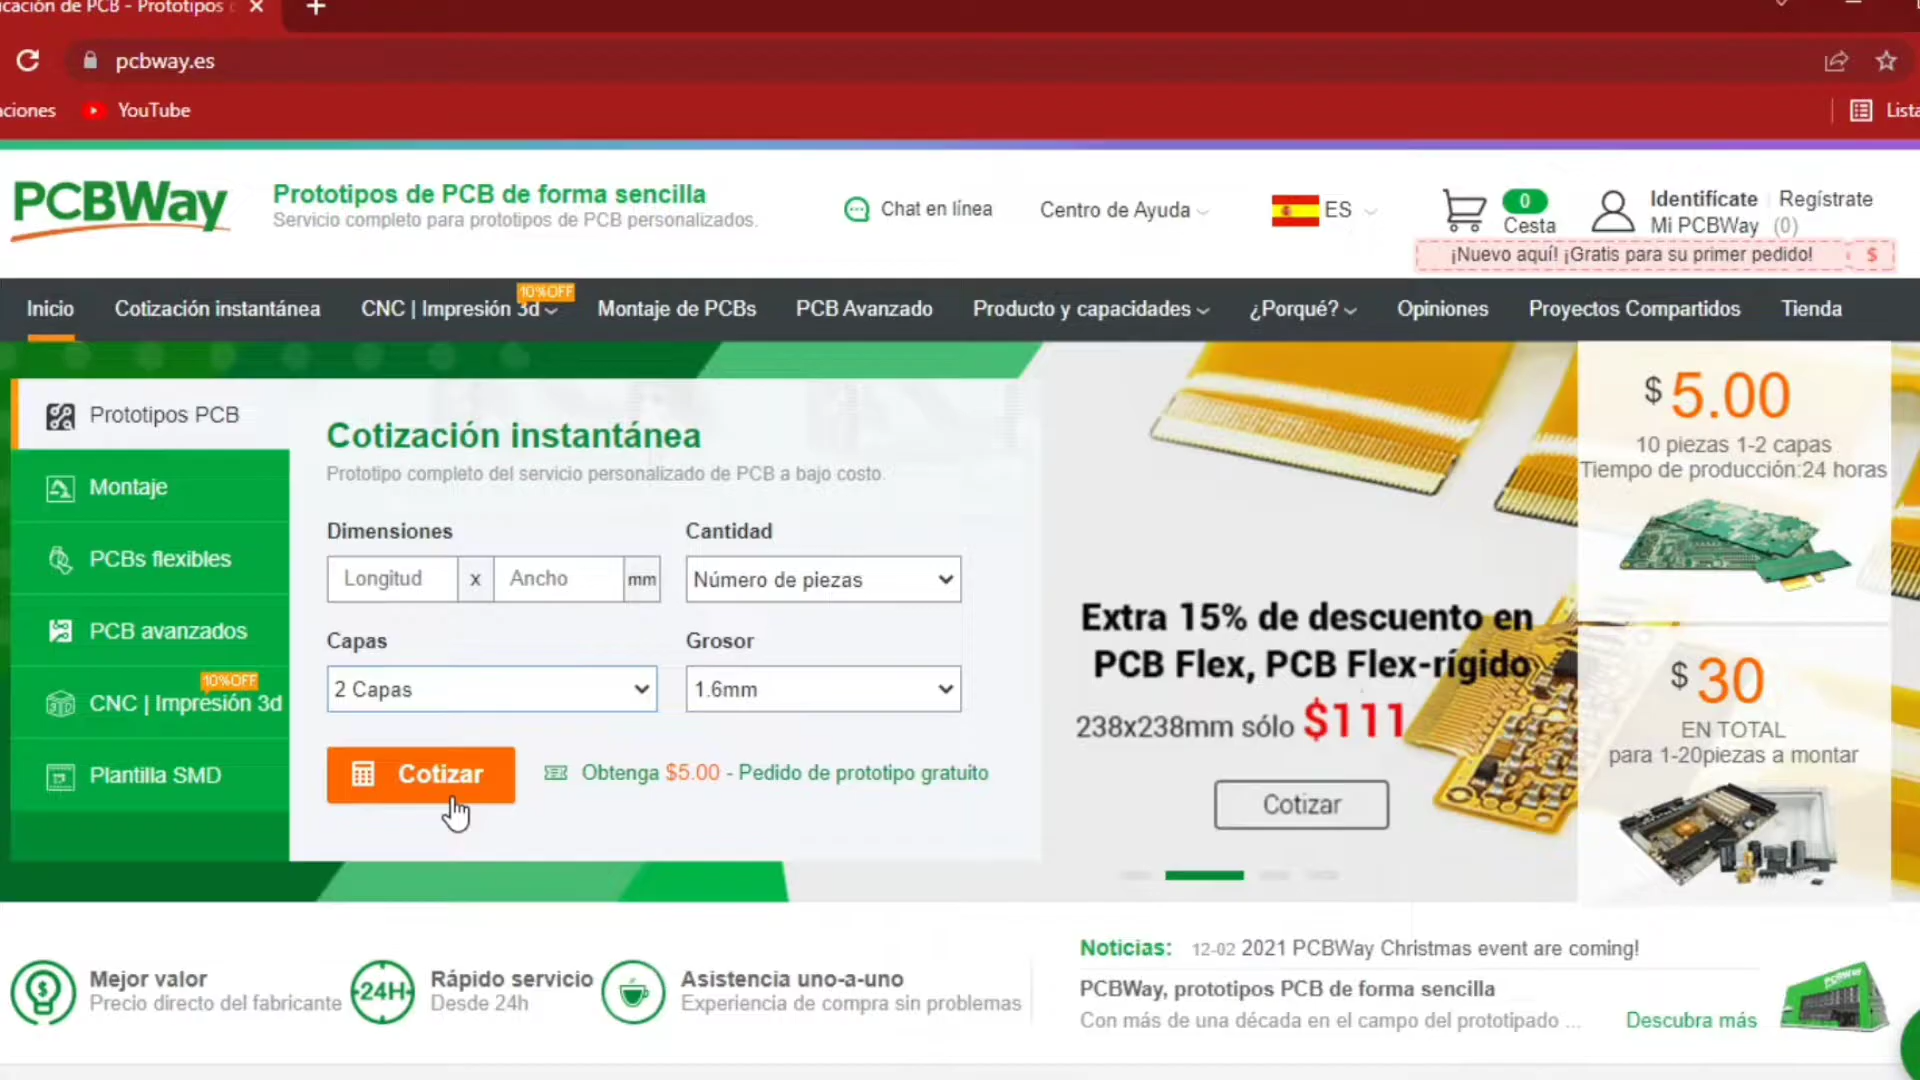 icación de PCB - Prototipos
pcbway.es
aciones
YouTube
Lista
PCBWay
Prototipos de PCB de forma sencilla
Servicio completo para prototipos de PCB personalizados.
Chat en línea
Centro de Ayuda
ES
0
Cesta
Identifícate
Regístrate
Mi PCBWay (0)
¡Nuevo aquí! ¡Gratis para su primer pedido! $
Inicio
Cotización instantánea
CNC | Impresión 3d
10%OFF
Montaje de PCBs
PCB Avanzado
Producto y capacidades
¿Porqué?
Opiniones
Proyectos Compartidos
Tienda
Prototipos PCB
Montaje
PCBs flexibles
PCB avanzados
10%OFF
CNC | Impresión 3d
Plantilla SMD
Cotización instantánea
Prototipo completo del servicio personalizado de PCB a bajo costo.
Dimensiones
Cantidad
Longitud x Ancho mm
Número de piezas
Capas
Grosor
2 Capas
1.6mm
Cotizar
Obtenga $5.00 - Pedido de prototipo gratuito
Extra 15% de descuento en
PCB Flex, PCB Flex-rígido
238x238mm sólo $111
Cotizar
$ 5.00
10 piezas 1-2 capas
Tiempo de producción:24 horas
$ 30
EN TOTAL
para 1-20piezas a montar
Mejor valor
Precio directo del fabricante
24H
Rápido servicio
Desde 24h
Asistencia uno-a-uno
Experiencia de compra sin problemas
Noticias: 12-02 2021 PCBWay Christmas event are coming!
PCBWay, prototipos PCB de forma sencilla
Con más de una década en el campo del prototipado ...
Descubra más
PCBWay